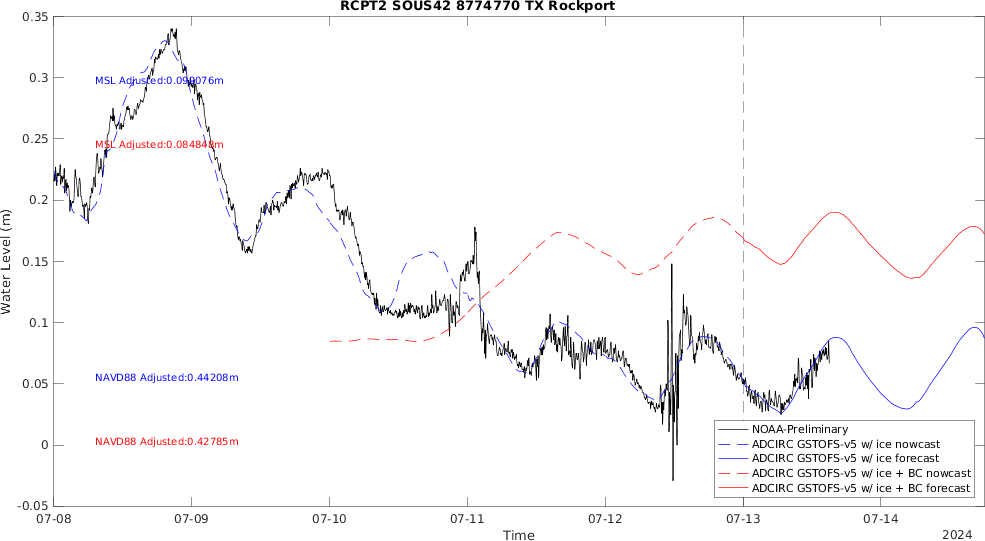 RCPT2 SOUS42 8774770 TX Rockport
0.35
0.3
0.25
0.2
0.15
0.1
0.05
0
-0.05
Water Level (m)
MSL Adjusted:0.090076m
MSL Adjusted:0.084848m
NAVD88 Adjusted:0.44208m
NAVD88 Adjusted:0.42785m
NOAA-Preliminary
ADCIRC GSTOFS-v5 w/ ice nowcast
ADCIRC GSTOFS-v5 w/ ice forecast
ADCIRC GSTOFS-v5 w/ ice + BC nowcast
ADCIRC GSTOFS-v5 w/ ice + BC forecast
07-08 07-09 07-10 07-11 07-12 07-13 07-14
Time
2024